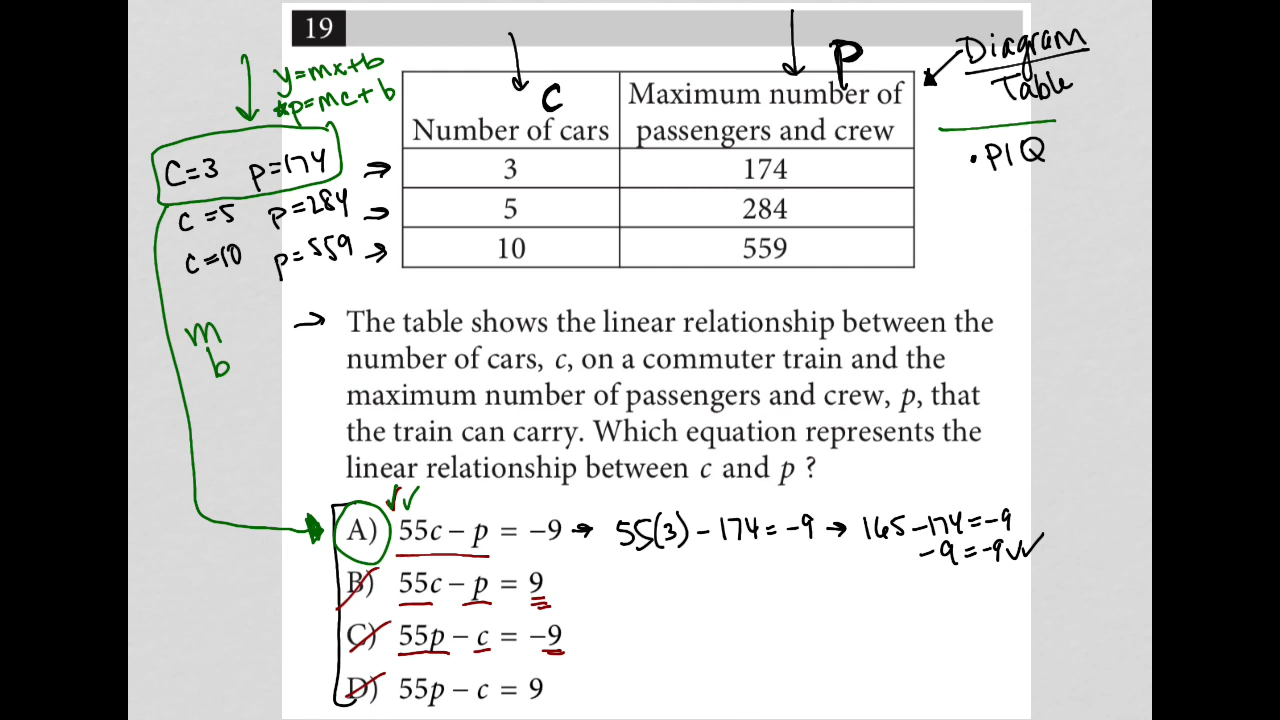 19
y=mx+b
*p=mc+b
C=3 p=174 →
c=5 p=284 →
c=10 p=559 →
m
b
c
p
Number of cars
Maximum number of passengers and crew
3 174
5 284
10 559
Diagram
Table
• PIQ
→ The table shows the linear relationship between the
number of cars, c, on a commuter train and the
maximum number of passengers and crew, p, that
the train can carry. Which equation represents the
linear relationship between c and p ?
A) 55c − p = −9 → 55(3) − 174 = −9 → 165 − 174 = −9
−9 = −9 ✓✓
B) 55c − p = 9
C) 55p − c = −9
D) 55p − c = 9